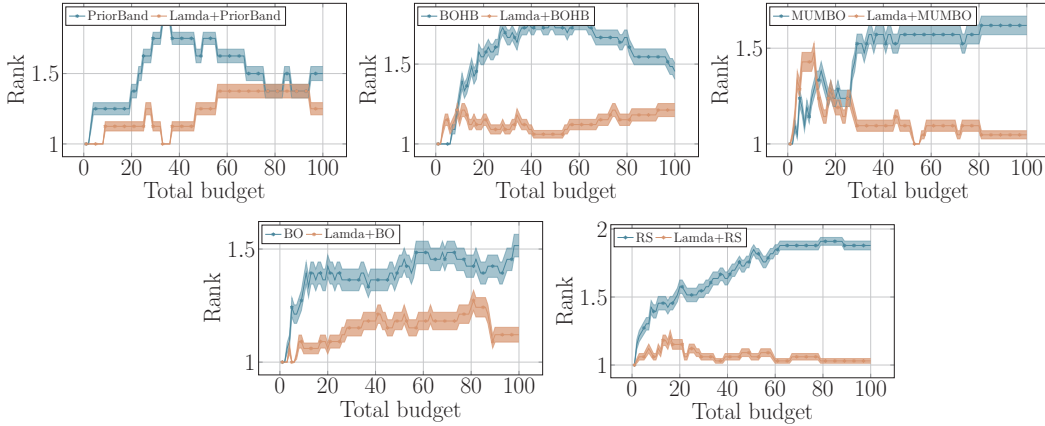 PriorBand Lamda+PriorBand
Rank
1.5
1
0 20 40 60 80 100
Total budget
BOHB Lamda+BOHB
Rank
1.5
1
0 20 40 60 80 100
Total budget
MUMBO Lamda+MUMBO
Rank
1.5
1
0 20 40 60 80 100
Total budget
BO Lamda+BO
Rank
1.5
1
0 20 40 60 80 100
Total budget
RS Lamda+RS
Rank
2
1.5
1
0 20 40 60 80 100
Total budget